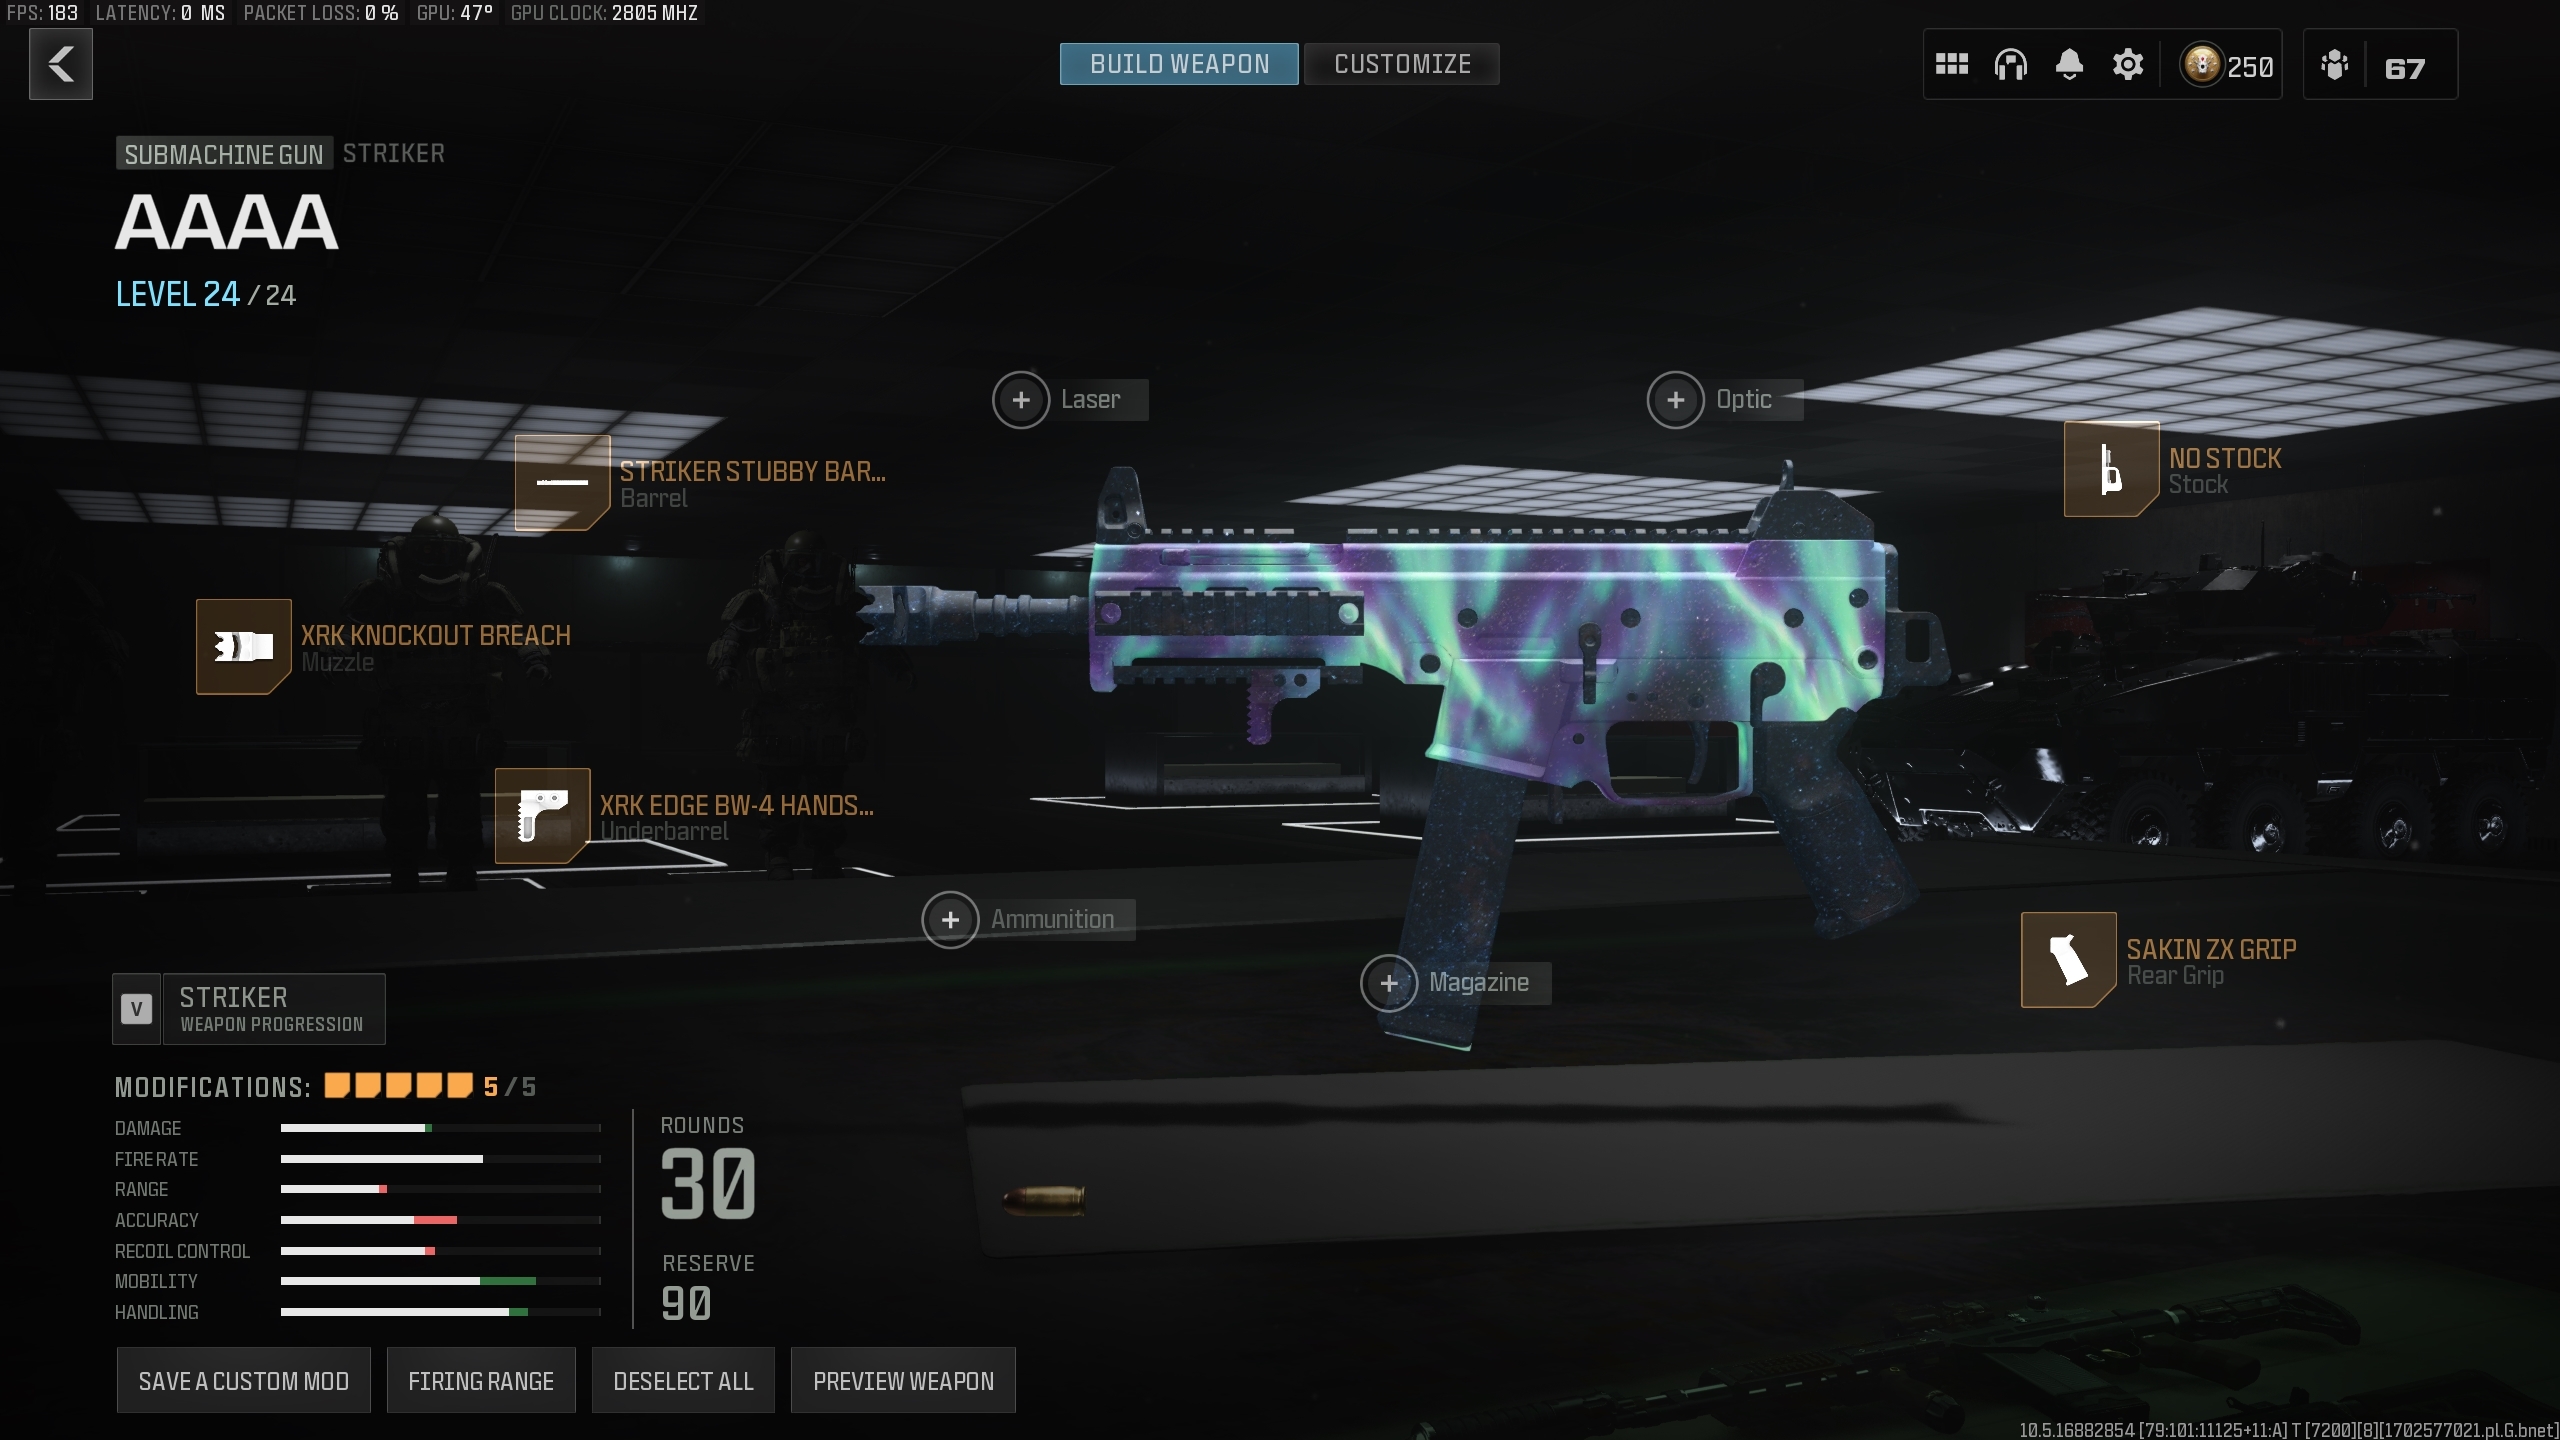 FPS: 183 LATENCY: 0 MS PACKET LOSS: 0 % GPU: 47° GPU CLOCK: 2805 MHZ
BUILD WEAPON CUSTOMIZE
250 67
SUBMACHINE GUN STRIKER
AAAA
LEVEL 24 / 24
Laser
Optic
STRIKER STUBBY BAR...
Barrel
NO STOCK
Stock
XRK KNOCKOUT BREACH
Muzzle
XRK EDGE BW-4 HANDS...
Underbarrel
Ammunition
Magazine
SAKIN ZX GRIP
Rear Grip
V STRIKER
WEAPON PROGRESSION
MODIFICATIONS: 5 / 5
DAMAGE
FIRE RATE
RANGE
ACCURACY
RECOIL CONTROL
MOBILITY
HANDLING
ROUNDS
30
RESERVE
90
SAVE A CUSTOM MOD FIRING RANGE DESELECT ALL PREVIEW WEAPON
10.5.16882854 [79:101:11125+11:A] T [7200][8][1702577021.pl.G.bnet]